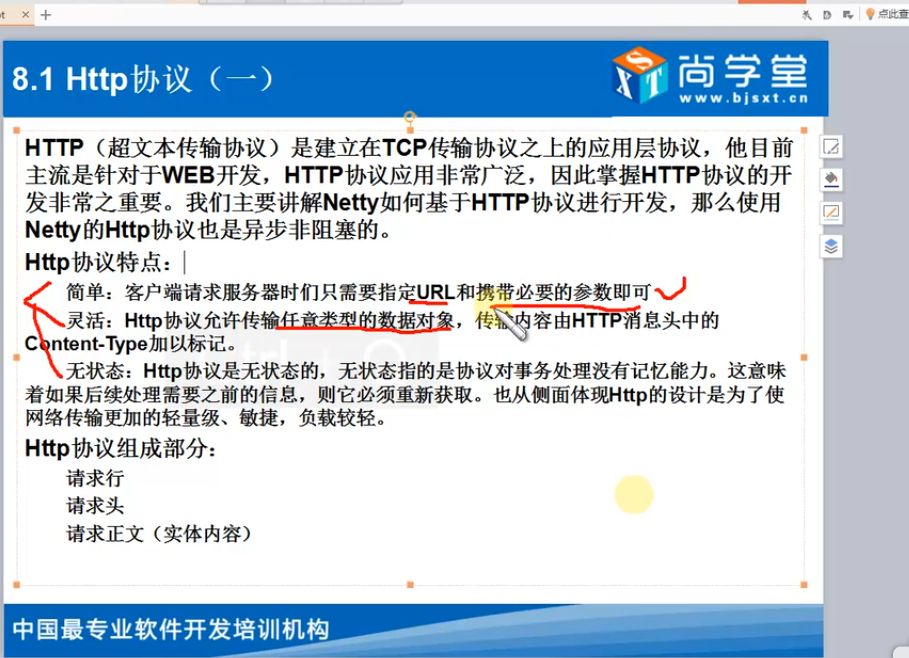 点此查
8.1 Http协议（一）
尚学堂
www.bjsxt.cn
HTTP（超文本传输协议）是建立在TCP传输协议之上的应用层协议，他目前
主流是针对于WEB开发，HTTP协议应用非常广泛，因此掌握HTTP协议的开
发非常之重要。我们主要讲解Netty如何基于HTTP协议进行开发，那么使用
Netty的Http协议也是异步非阻塞的。
Http协议特点：
简单：客户端请求服务器时们只需要指定URL和携带必要的参数即可
灵活：Http协议允许传输任意类型的数据对象，传输内容由HTTP消息头中的
Content-Type加以标记。
无状态：Http协议是无状态的，无状态指的是协议对事务处理没有记忆能力。这意味
着如果后续处理需要之前的信息，则它必须重新获取。也从侧面体现Http的设计是为了使
网络传输更加的轻量级、敏捷，负载较轻。
Http协议组成部分：
请求行
请求头
请求正文（实体内容）
中国最专业软件开发培训机构